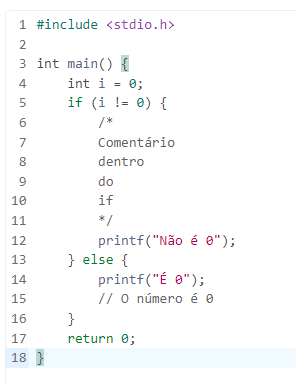 1 #include <stdio.h>
2
3 int main() {
4     int i = 0;
5     if (i != 0) {
6         /*
7         Comentário
8         dentro
9         do
10         if
11         */
12         printf("Não é 0");
13     } else {
14         printf("É 0");
15         // O número é 0
16     }
17     return 0;
18 }